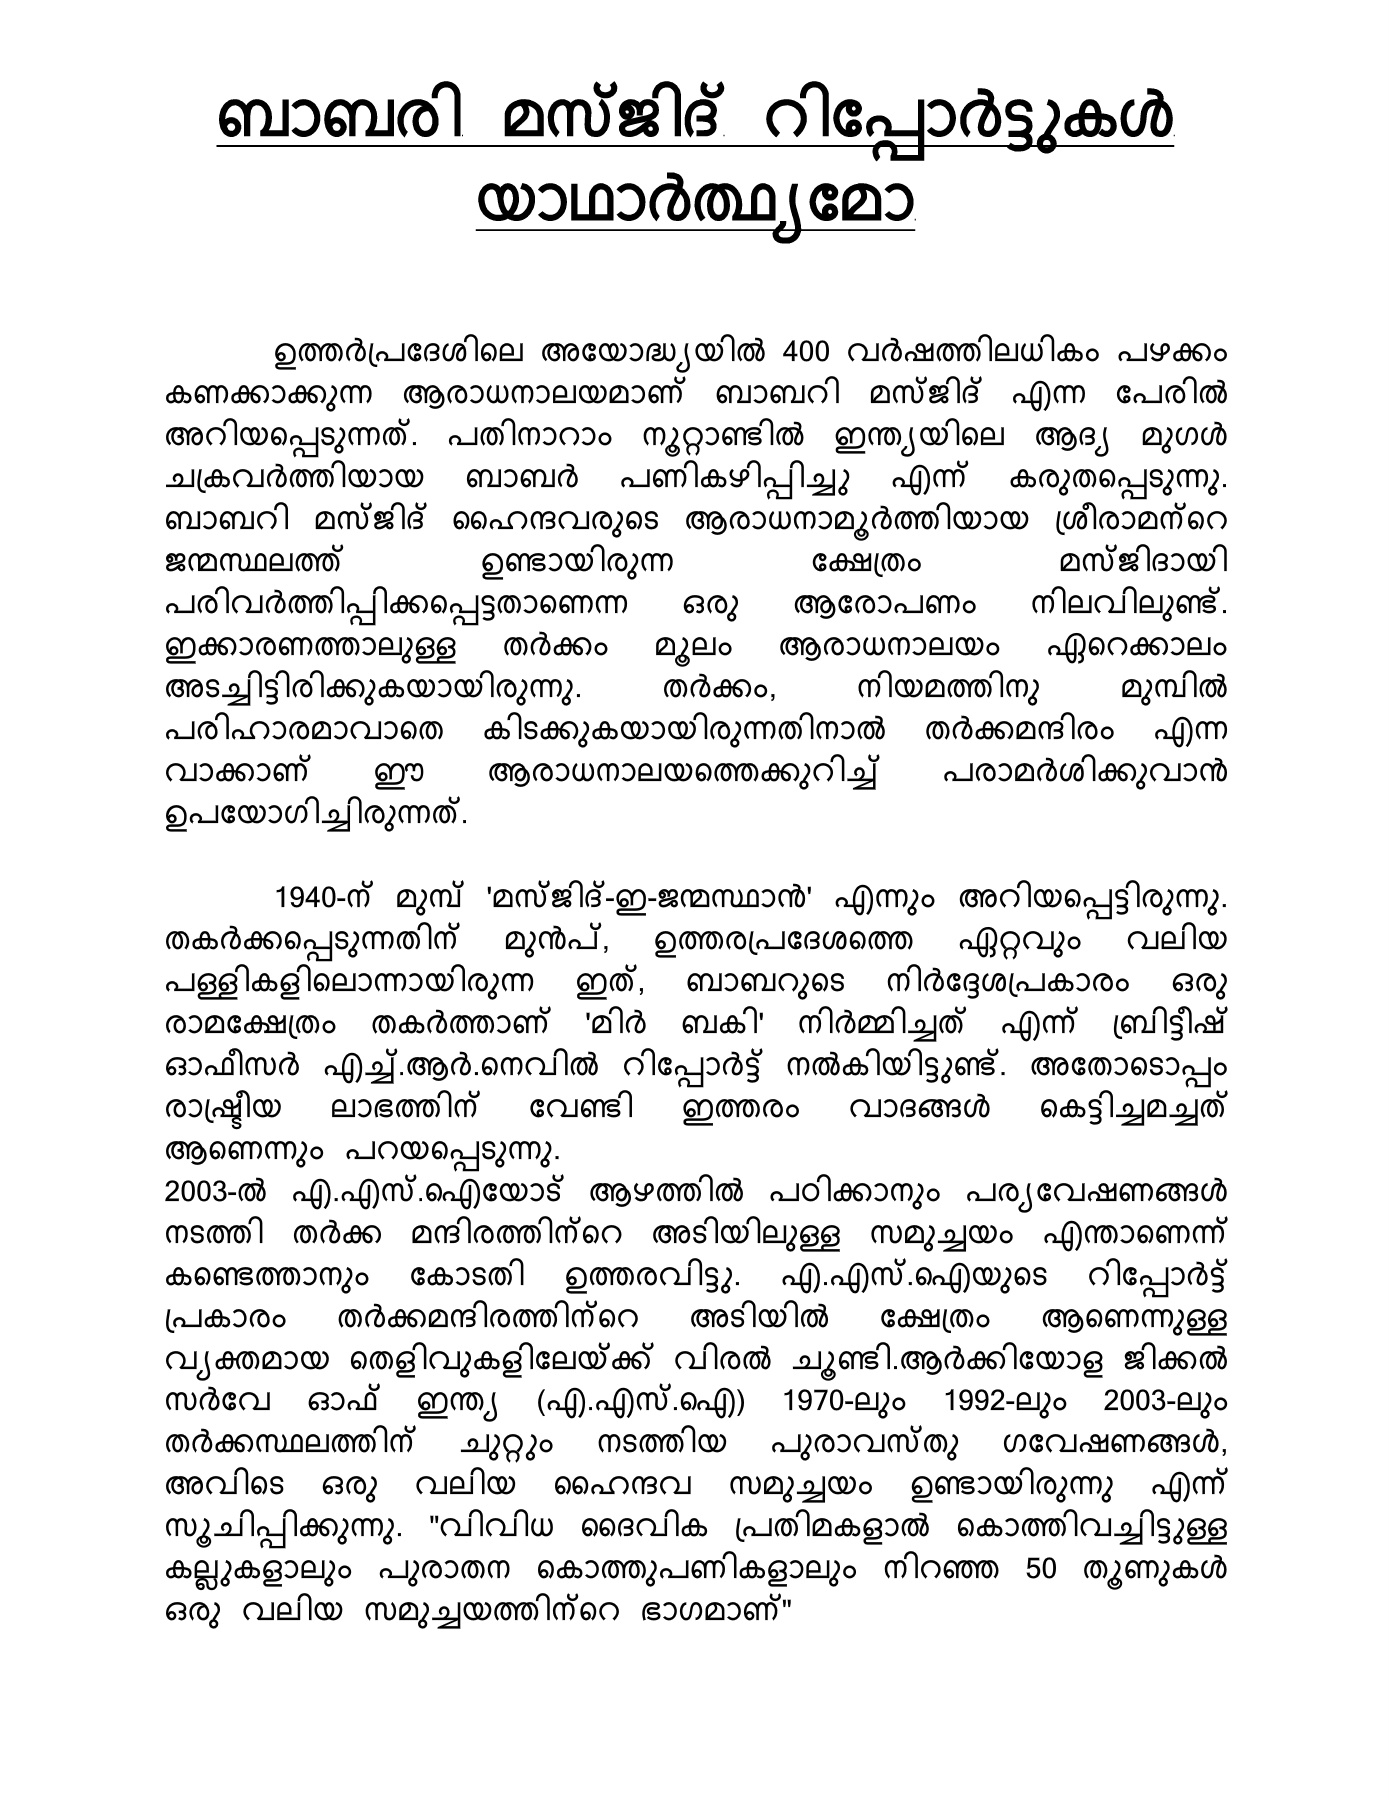 ബാബരി മസ്ജിദ് റിപ്പോർട്ടുകൾ
യാഥാർത്ഥ്യമോ
ഉത്തർപ്രദേശിലെ അയോദ്ധ്യയിൽ 400 വർഷത്തിലധികം പഴക്കം
കണക്കാക്കുന്ന ആരാധനാലയമാണ് ബാബറി മസ്ജിദ് എന്ന പേരിൽ
അറിയപ്പെടുന്നത്. പതിനാറാം നൂറ്റാണ്ടിൽ ഇന്ത്യയിലെ ആദ്യ മുഗൾ
ചക്രവർത്തിയായ ബാബർ പണികഴിപ്പിച്ചു എന്ന് കരുതപ്പെടുന്നു.
ബാബറി മസ്ജിദ് ഹൈന്ദവരുടെ ആരാധനാമൂർത്തിയായ ശ്രീരാമന്റെ
ജന്മസ്ഥലത്ത് ഉണ്ടായിരുന്ന ക്ഷേത്രം മസ്ജിദായി
പരിവർത്തിപ്പിക്കപ്പെട്ടതാണെന്ന ഒരു ആരോപണം നിലവിലുണ്ട്.
ഇക്കാരണത്താലുള്ള തർക്കം മൂലം ആരാധനാലയം ഏറെക്കാലം
അടച്ചിട്ടിരിക്കുകയായിരുന്നു. തർക്കം, നിയമത്തിനു മുമ്പിൽ
പരിഹാരമാവാതെ കിടക്കുകയായിരുന്നതിനാൽ തർക്കമന്ദിരം എന്ന
വാക്കാണ് ഈ ആരാധനാലയത്തെക്കുറിച്ച് പരാമർശിക്കുവാൻ
ഉപയോഗിച്ചിരുന്നത്.
1940-ന് മുമ്പ് 'മസ്ജിദ്-ഇ-ജന്മസ്ഥാൻ' എന്നും അറിയപ്പെട്ടിരുന്നു.
തകർക്കപ്പെടുന്നതിന് മുൻപ്, ഉത്തരപ്രദേശത്തെ ഏറ്റവും വലിയ
പള്ളികളിലൊന്നായിരുന്ന ഇത്, ബാബറുടെ നിർദ്ദേശപ്രകാരം ഒരു
രാമക്ഷേത്രം തകർത്താണ് 'മിർ ബകി' നിർമ്മിച്ചത് എന്ന് ബ്രിട്ടീഷ്
ഓഫീസർ എച്ച്.ആർ.നെവിൽ റിപ്പോർട്ട് നൽകിയിട്ടുണ്ട്. അതോടൊപ്പം
രാഷ്ട്രീയ ലാഭത്തിന് വേണ്ടി ഇത്തരം വാദങ്ങൾ കെട്ടിച്ചമച്ചത്
ആണെന്നും പറയപ്പെടുന്നു.
2003-ൽ എ.എസ്.ഐയോട് ആഴത്തിൽ പഠിക്കാനും പര്യവേഷണങ്ങൾ
നടത്തി തർക്ക മന്ദിരത്തിന്റെ അടിയിലുള്ള സമുച്ചയം എന്താണെന്ന്
കണ്ടെത്താനും കോടതി ഉത്തരവിട്ടു. എ.എസ്.ഐയുടെ റിപ്പോർട്ട്
പ്രകാരം തർക്കമന്ദിരത്തിന്റെ അടിയിൽ ക്ഷേത്രം ആണെന്നുള്ള
വ്യക്തമായ തെളിവുകളിലേയ്ക്ക് വിരൽ ചൂണ്ടി.ആർക്കിയോള ജിക്കൽ
സർവേ ഓഫ് ഇന്ത്യ (എ.എസ്.ഐ) 1970-ലും 1992-ലും 2003-ലും
തർക്കസ്ഥലത്തിന് ചുറ്റും നടത്തിയ പുരാവസ്തു ഗവേഷണങ്ങൾ,
അവിടെ ഒരു വലിയ ഹൈന്ദവ സമുച്ചയം ഉണ്ടായിരുന്നു എന്ന്
സൂചിപ്പിക്കുന്നു. "വിവിധ ദൈവിക പ്രതിമകളാൽ കൊത്തിവച്ചിട്ടുള്ള
കല്ലുകളാലും പുരാതന കൊത്തുപണികളാലും നിറഞ്ഞ 50 തൂണുകൾ
ഒരു വലിയ സമുച്ചയത്തിന്റെ ഭാഗമാണ്"